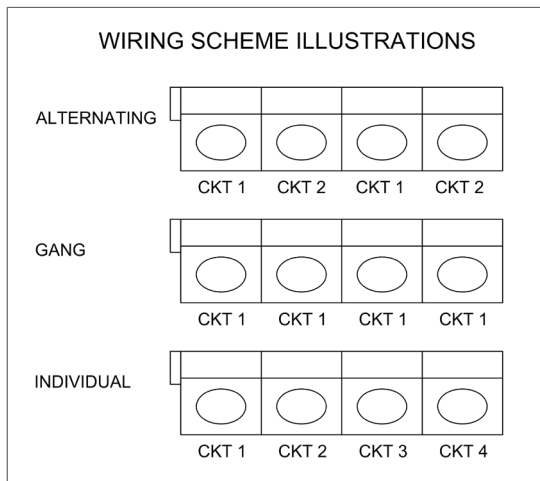 WIRING SCHEME ILLUSTRATIONS
ALTERNATING
CKT 1 CKT 2 CKT 1 CKT 2
GANG
CKT 1 CKT 1 CKT 1 CKT 1
INDIVIDUAL
CKT 1 CKT 2 CKT 3 CKT 4